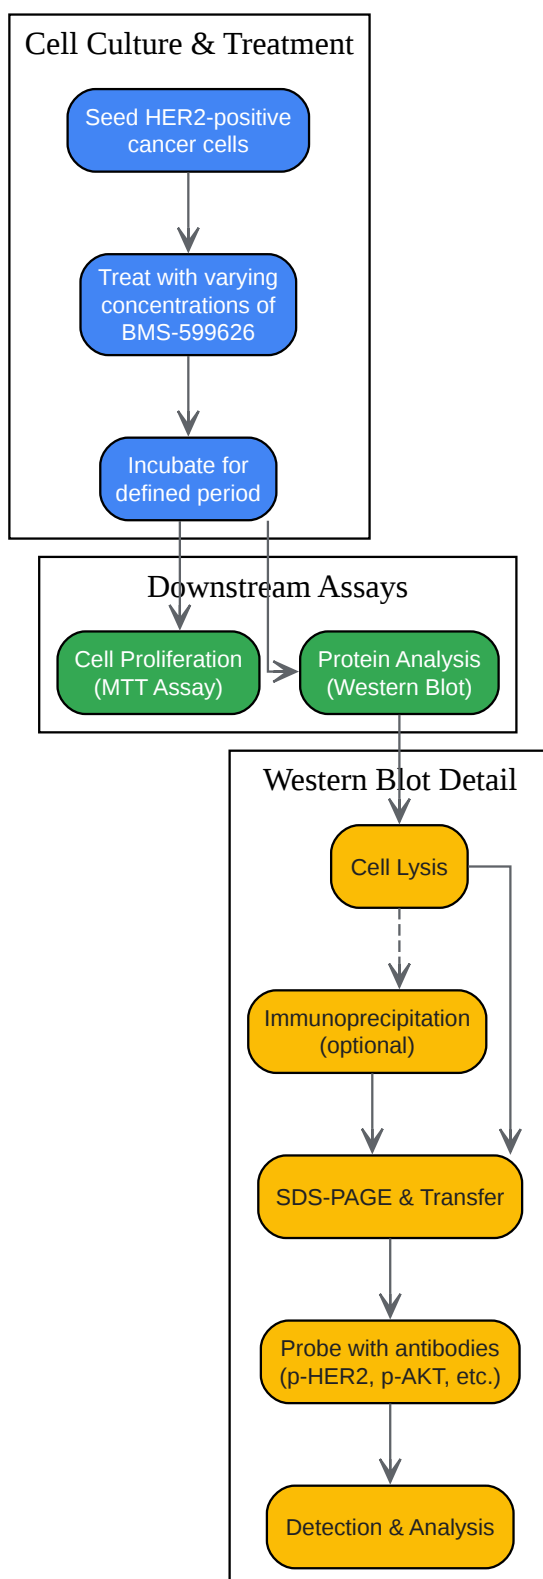 Cell Culture & Treatment
Seed HER2-positive
cancer cells
Treat with varying
concentrations of
BMS-599626
Incubate for
defined period
Downstream Assays
Cell Proliferation
(MTT Assay)
Protein Analysis
(Western Blot)
Western Blot Detail
Cell Lysis
Immunoprecipitation
(optional)
SDS-PAGE & Transfer
Probe with antibodies
(p-HER2, p-AKT, etc.)
Detection & Analysis